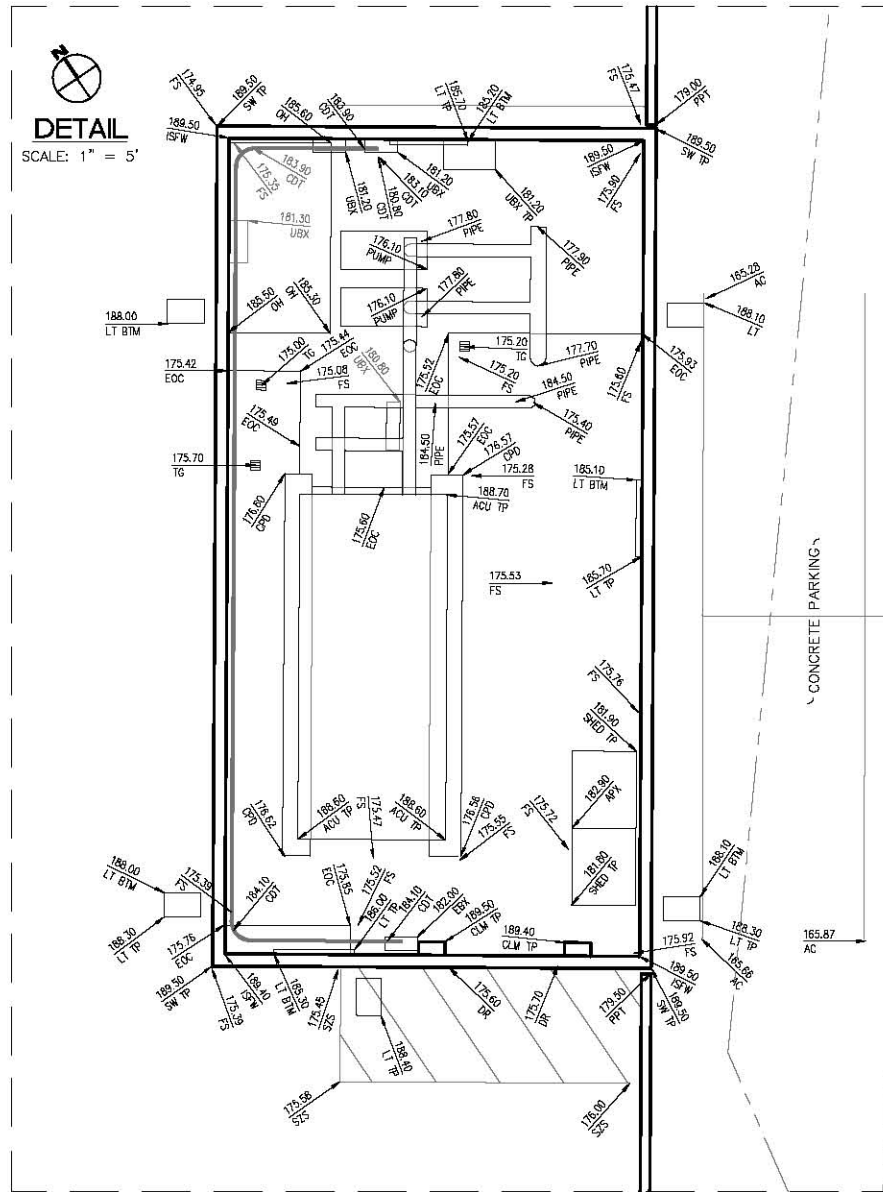 N
DETAIL
SCALE: 1" = 5'
174.95
FS
189.50
SW TP
185.60
OH
183.90
CDT
185.70
LT TP
185.20
LT BTM
175.47
FS
179.00
PPT
189.50
SW TP
189.50
ISFW
175.35
FS
183.90
CDT
181.20
UBX
180.80
CDT
183.10
CDT
181.20
UBX
181.20
UBX TP
189.50
ISFW
175.90
FS
181.30
UBX
177.80
PIPE
176.10
PUMP
177.90
PIPE
188.00
LT BTM
185.50
OH
185.30
OH
176.10
PUMP
177.80
PIPE
165.28
AC
188.10
LT
175.42
EOC
175.00
TG
175.44
EOC
175.08
FS
180.80
UBX
175.52
EOC
175.20
TG
175.20
FS
177.70
PIPE
175.60
FS
175.93
EOC
175.49
EOC
184.50
PIPE
184.50
PIPE
175.40
PIPE
175.57
EOC
176.57
CPD
175.70
TG
175.28
FS
185.10
LT BTM
176.60
CPD
175.60
EOC
188.70
ACU TP
175.53
FS
185.70
LT TP
CONCRETE PARKING
175.76
FS
181.90
SHED TP
182.90
APX
176.62
CPD
188.60
ACU TP
175.47
FS
188.60
ACU TP
176.56
CPD
175.55
FS
175.72
FS
181.80
SHED TP
188.00
LT BTM
175.39
FS
184.10
CDT
175.85
EOC
175.52
FS
186.00
LT TP
184.10
CDT
182.00
EBX
189.50
CLM TP
189.40
CLM TP
188.10
LT BTM
188.30
LT TP
175.76
EOC
175.92
FS
188.30
LT TP
165.66
AC
165.87
AC
189.50
SW TP
175.39
FS
189.40
ISFW
185.30
LT BTM
175.45
SZS
175.60
DR
175.70
DR
179.50
PPT
189.50
ISFW
189.50
SW TP
188.40
LT TP
175.58
SZS
176.00
SZS